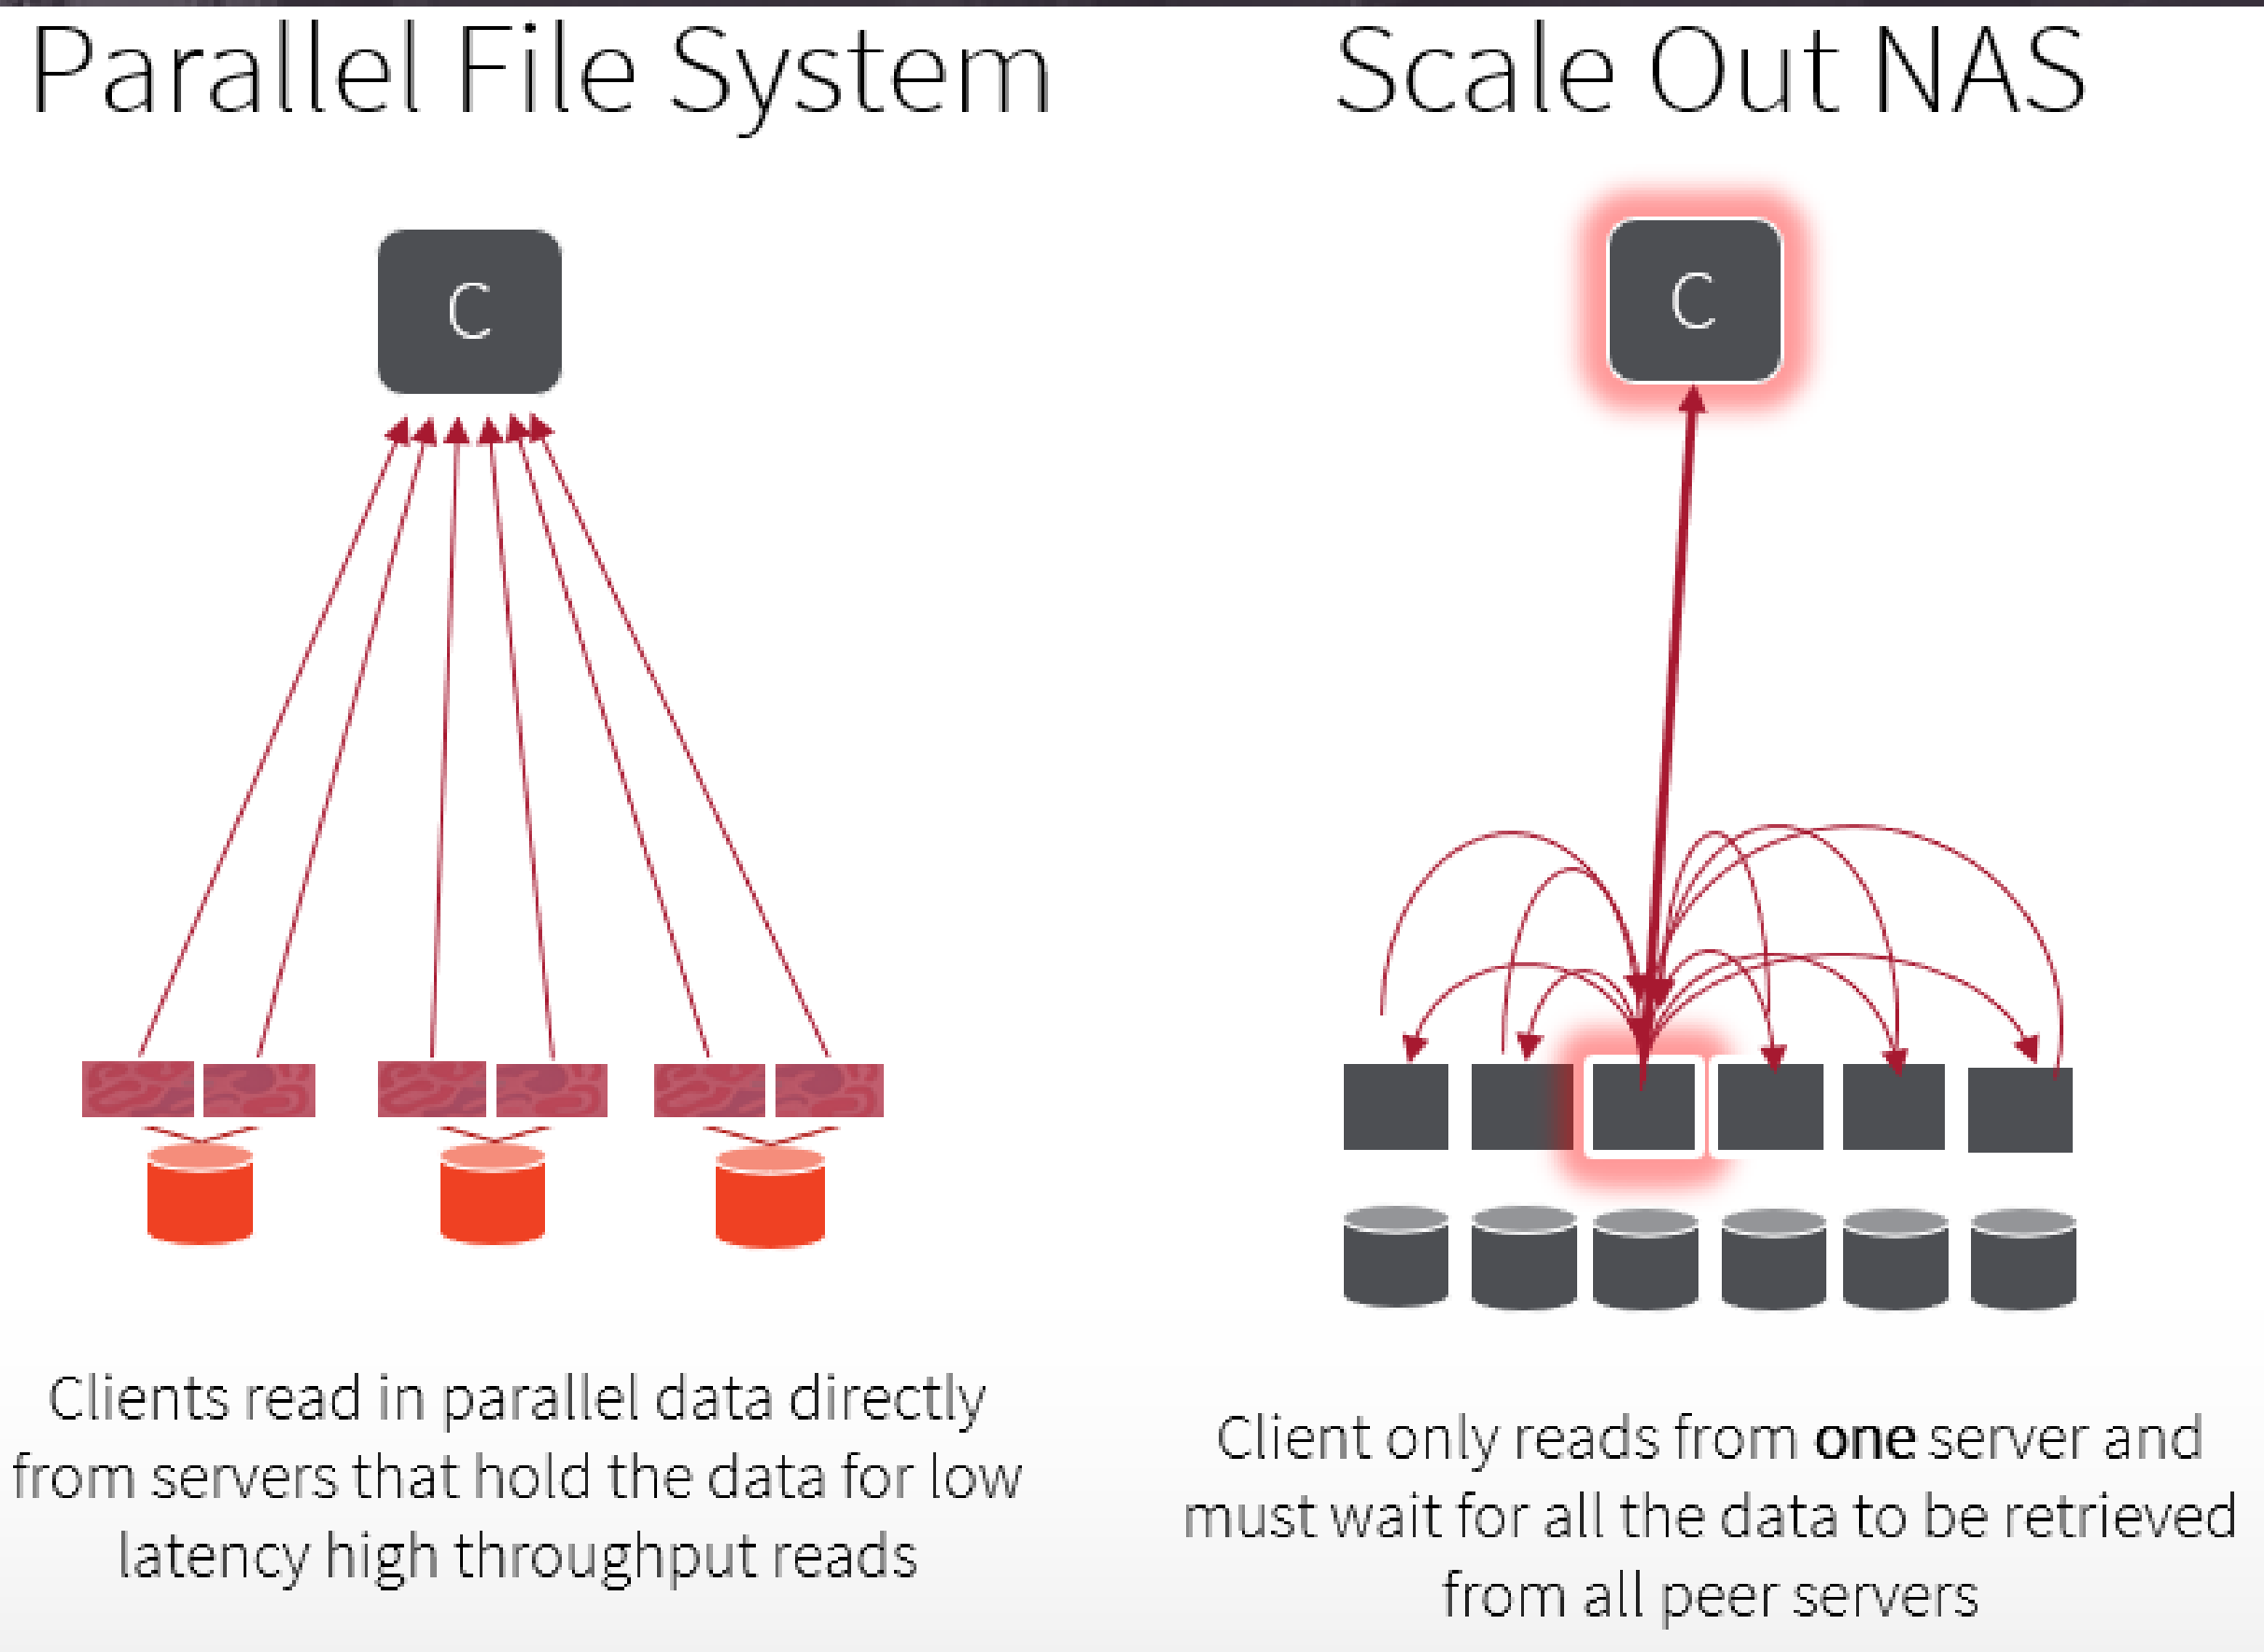 Parallel File System
Scale Out NAS
C
C
Clients read in parallel data directly
from servers that hold the data for low
latency high throughput reads
Client only reads from one server and
must wait for all the data to be retrieved
from all peer servers